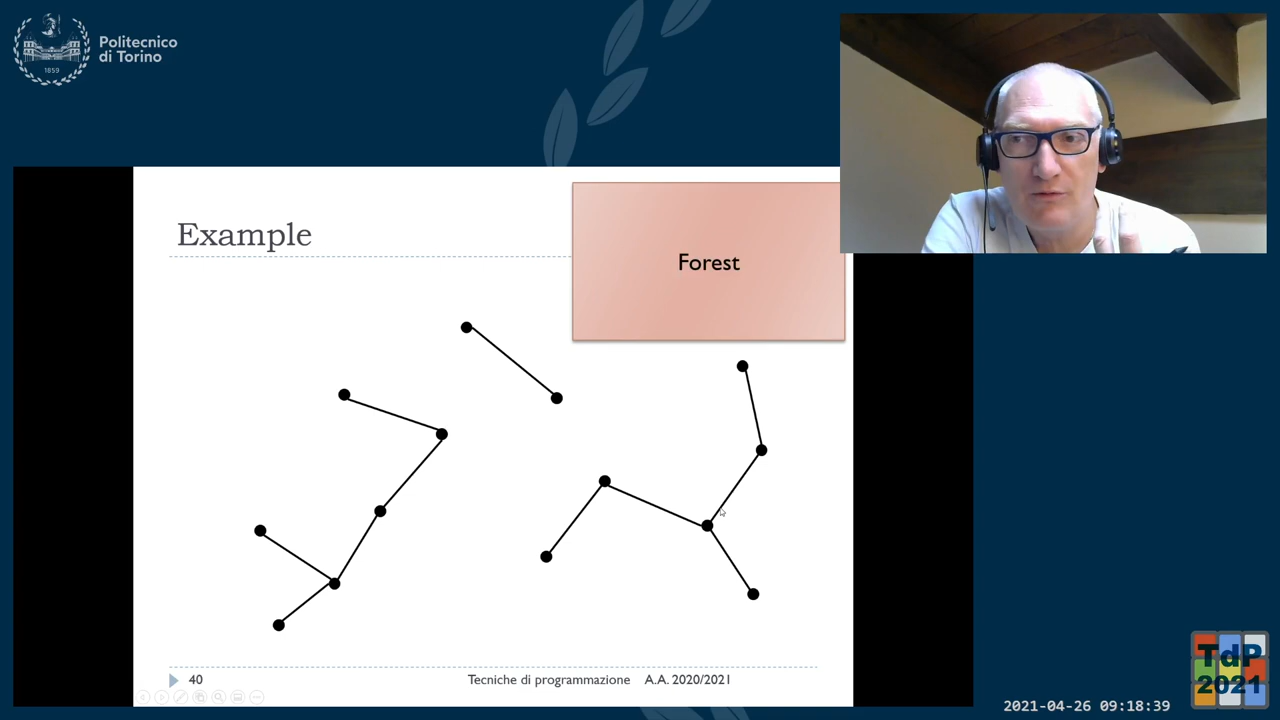 Politecnico
di Torino
1859
Example
Forest
40
Tecniche di programmazione A.A. 2020/2021
TdP
2021
2021-04-26 09:18:39